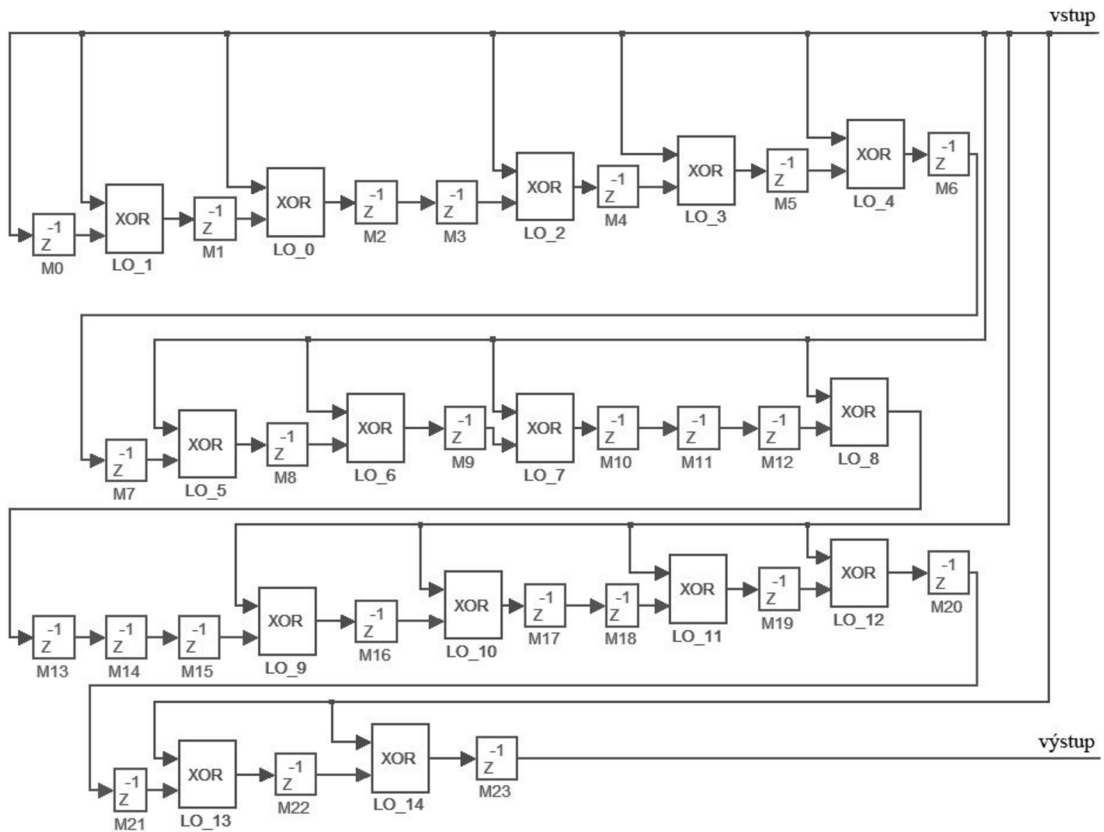 vstup
XOR
XOR
XOR
XOR
XOR
-1
Z
M6
-1
Z
M5
LO_4
-1
Z
M4
LO_3
-1
Z
M0
LO_1
-1
Z
M1
LO_0
-1
Z
M2
-1
Z
M3
LO_2
-1
Z
M7
XOR
LO_5
-1
Z
M8
XOR
LO_6
-1
Z
M9
XOR
LO_7
-1
Z
M10
-1
Z
M11
-1
Z
M12
XOR
LO_8
-1
Z
M13
-1
Z
M14
-1
Z
M15
XOR
LO_9
-1
Z
M16
XOR
LO_10
-1
Z
M17
-1
Z
M18
XOR
LO_11
-1
Z
M19
XOR
LO_12
-1
Z
M20
-1
Z
M21
XOR
LO_13
-1
Z
M22
XOR
LO_14
-1
Z
M23
výstup